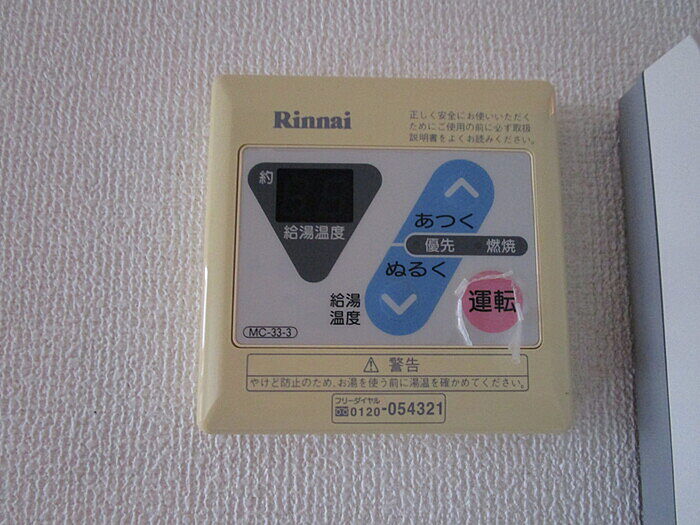 Rinnai
正しく安全にお使いいただく
ためにご使用の前に必ず取扱
説明書をよくお読みください。
約
給湯温度
あつく
優先 燃焼
ぬるく
給湯
温度
運転
MC-33-3
⚠ 警告
やけど防止のため、お湯を使う前に湯温を確かめてください。
フリーダイヤル
0120-054321